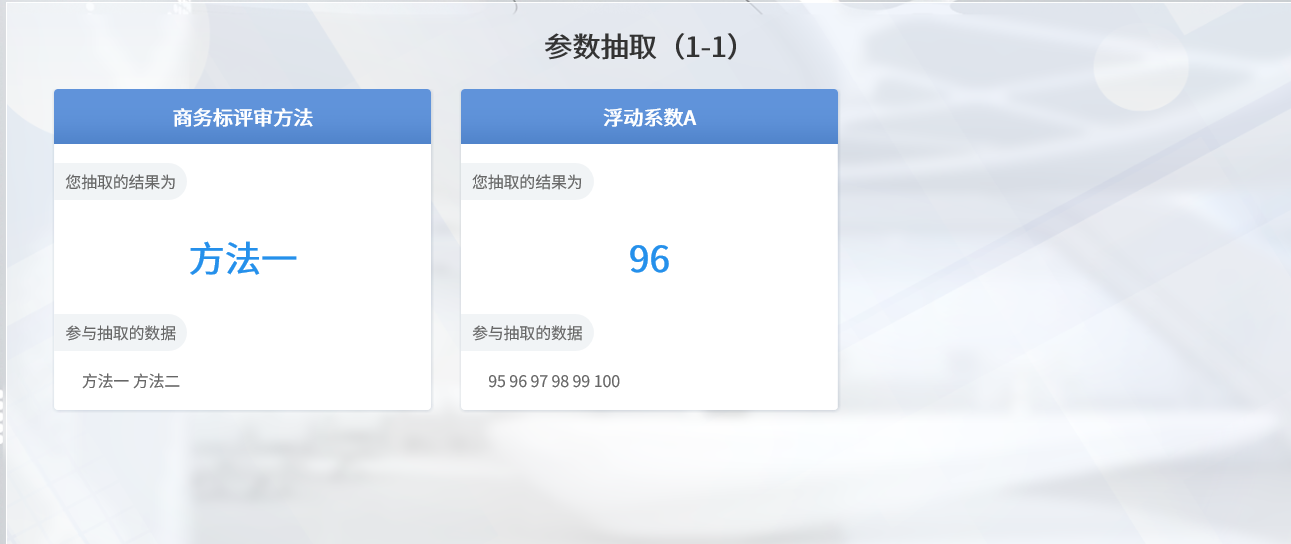 参数抽取（1-1）
商务标评审方法
您抽取的结果为
方法一
参与抽取的数据
方法一 方法二
浮动系数A
您抽取的结果为
96
参与抽取的数据
95 96 97 98 99 100